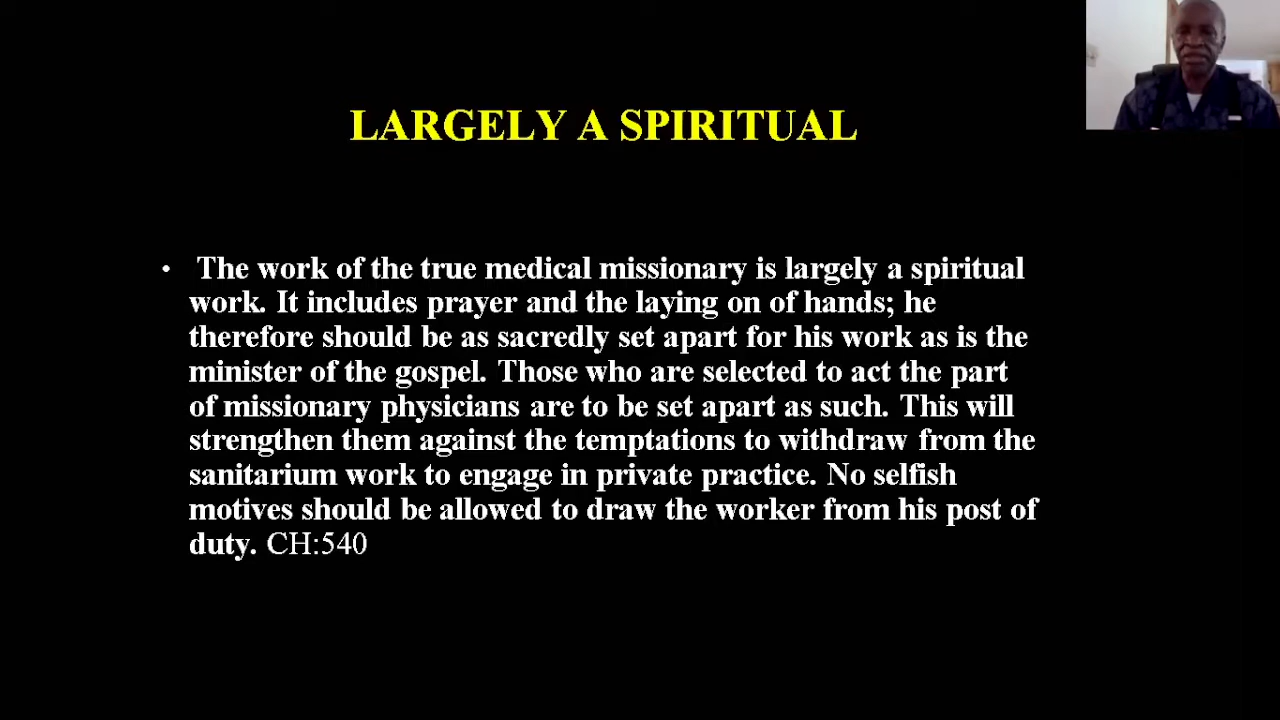 LARGELY A SPIRITUAL
• The work of the true medical missionary is largely a spiritual
work. It includes prayer and the laying on of hands; he
therefore should be as sacredly set apart for his work as is the
minister of the gospel. Those who are selected to act the part
of missionary physicians are to be set apart as such. This will
strengthen them against the temptations to withdraw from the
sanitarium work to engage in private practice. No selfish
motives should be allowed to draw the worker from his post of
duty. CH:540